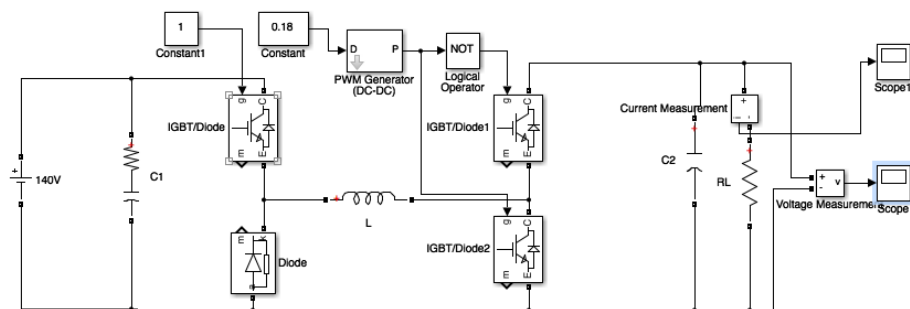 1
Constant1
0.18
Constant
D
P
PWM Generator
(DC-DC)
NOT
Logical
Operator
Scope1
g
C
IGBT/Diode
m
E
g
C
IGBT/Diode1
m
E
Current Measurement
+
i
-
140V
+
C1
L
C2
RL
+
-
v
Voltage Measurement
Scope
m
k
Diode
a
g
C
IGBT/Diode2
m
E